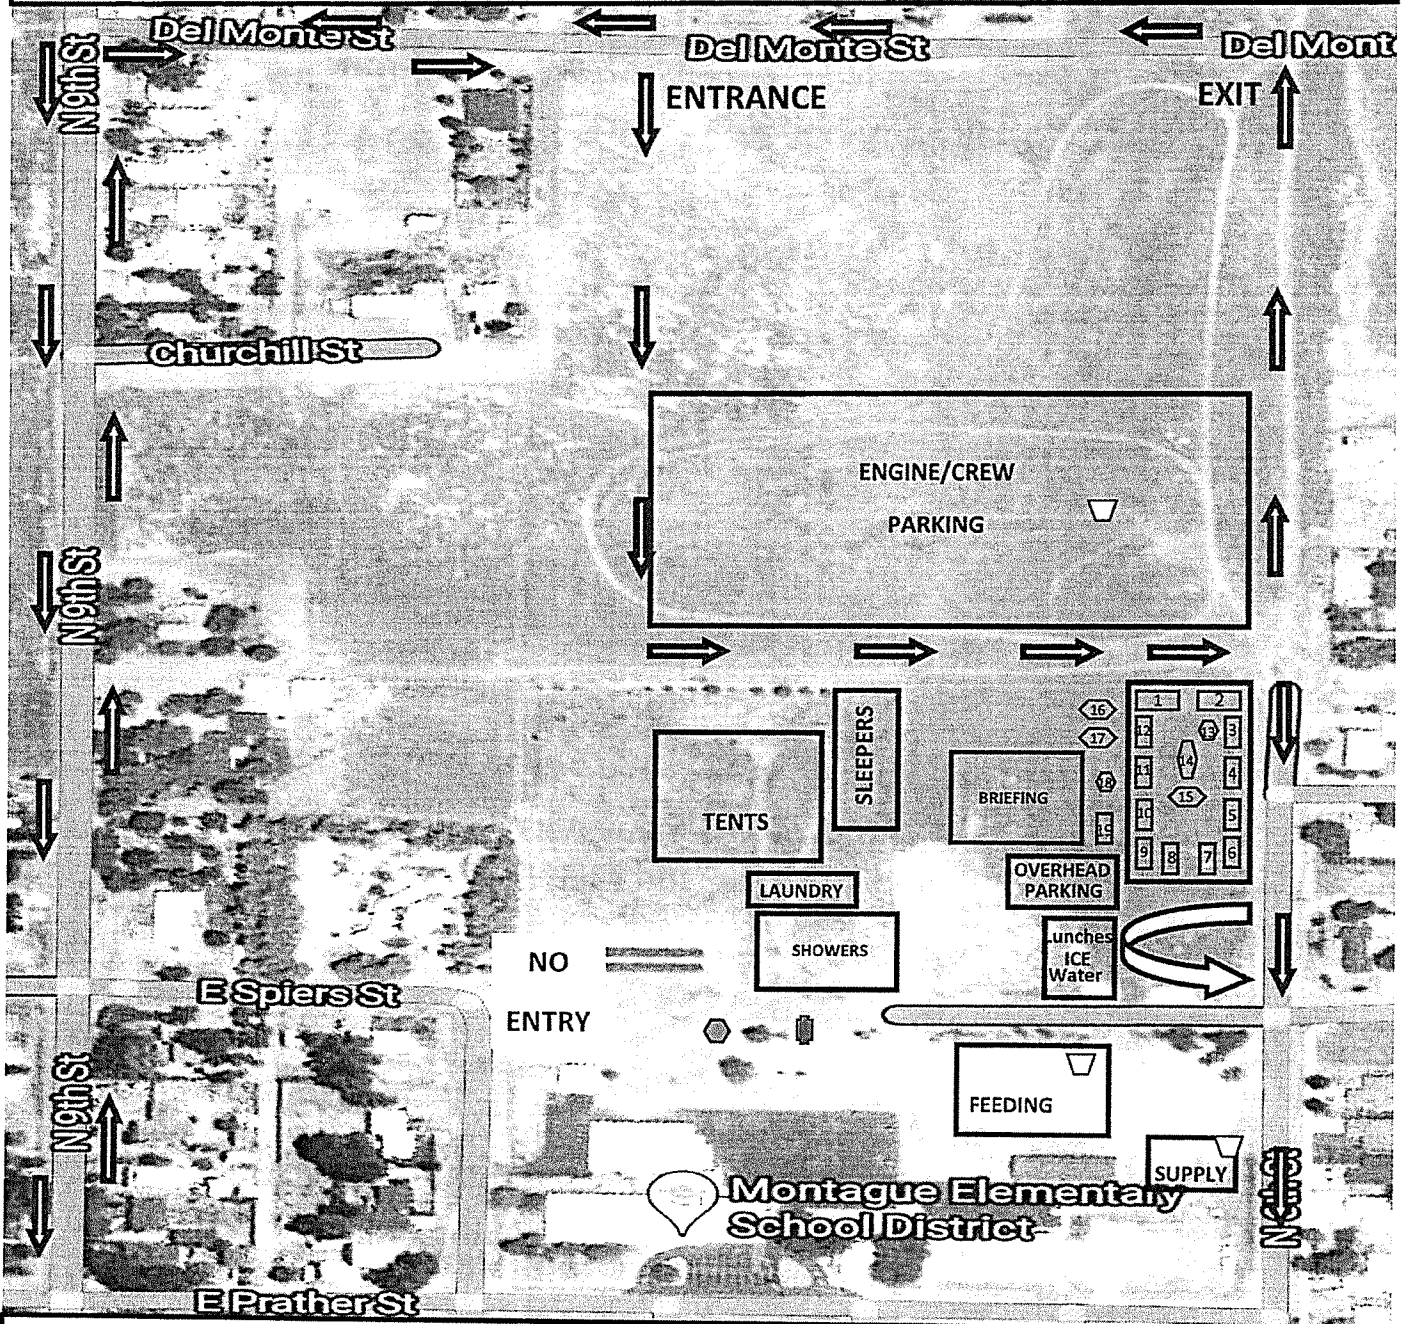 Del Monte St
Del Monte St
Del Mont
N 9th St
ENTRANCE
EXIT
Churchill St
ENGINE/CREW
PARKING
N 9th St
SLEEPERS
TENTS
BRIEFING
16
17
18
19
1
2
12
13
3
14
11
4
15
10
5
9
8
7
6
OVERHEAD
PARKING
LAUNDRY
SHOWERS
Lunches
ICE
Water
NO
ENTRY
E Spiers St
N 9th St
FEEDING
SUPPLY
Montague Elementary
School District
E Prather St